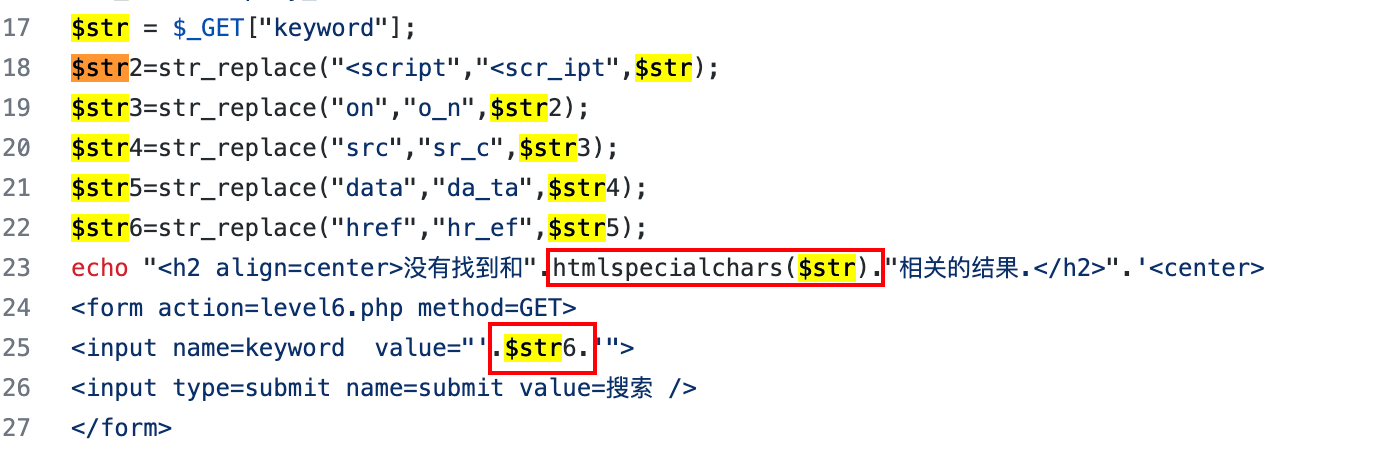 17 $str = $_GET["keyword"];
18 $str2=str_replace("<script","<scr_ipt",$str);
19 $str3=str_replace("on","o_n",$str2);
20 $str4=str_replace("src","sr_c",$str3);
21 $str5=str_replace("data","da_ta",$str4);
22 $str6=str_replace("href","hr_ef",$str5);
23 echo "<h2 align=center>没有找到和".htmlspecialchars($str)."相关的结果.</h2>".'<center>
24 <form action=level6.php method=GET>
25 <input name=keyword  value="'.$str6.'">
26 <input type=submit name=submit value=搜索 />
27 </form>